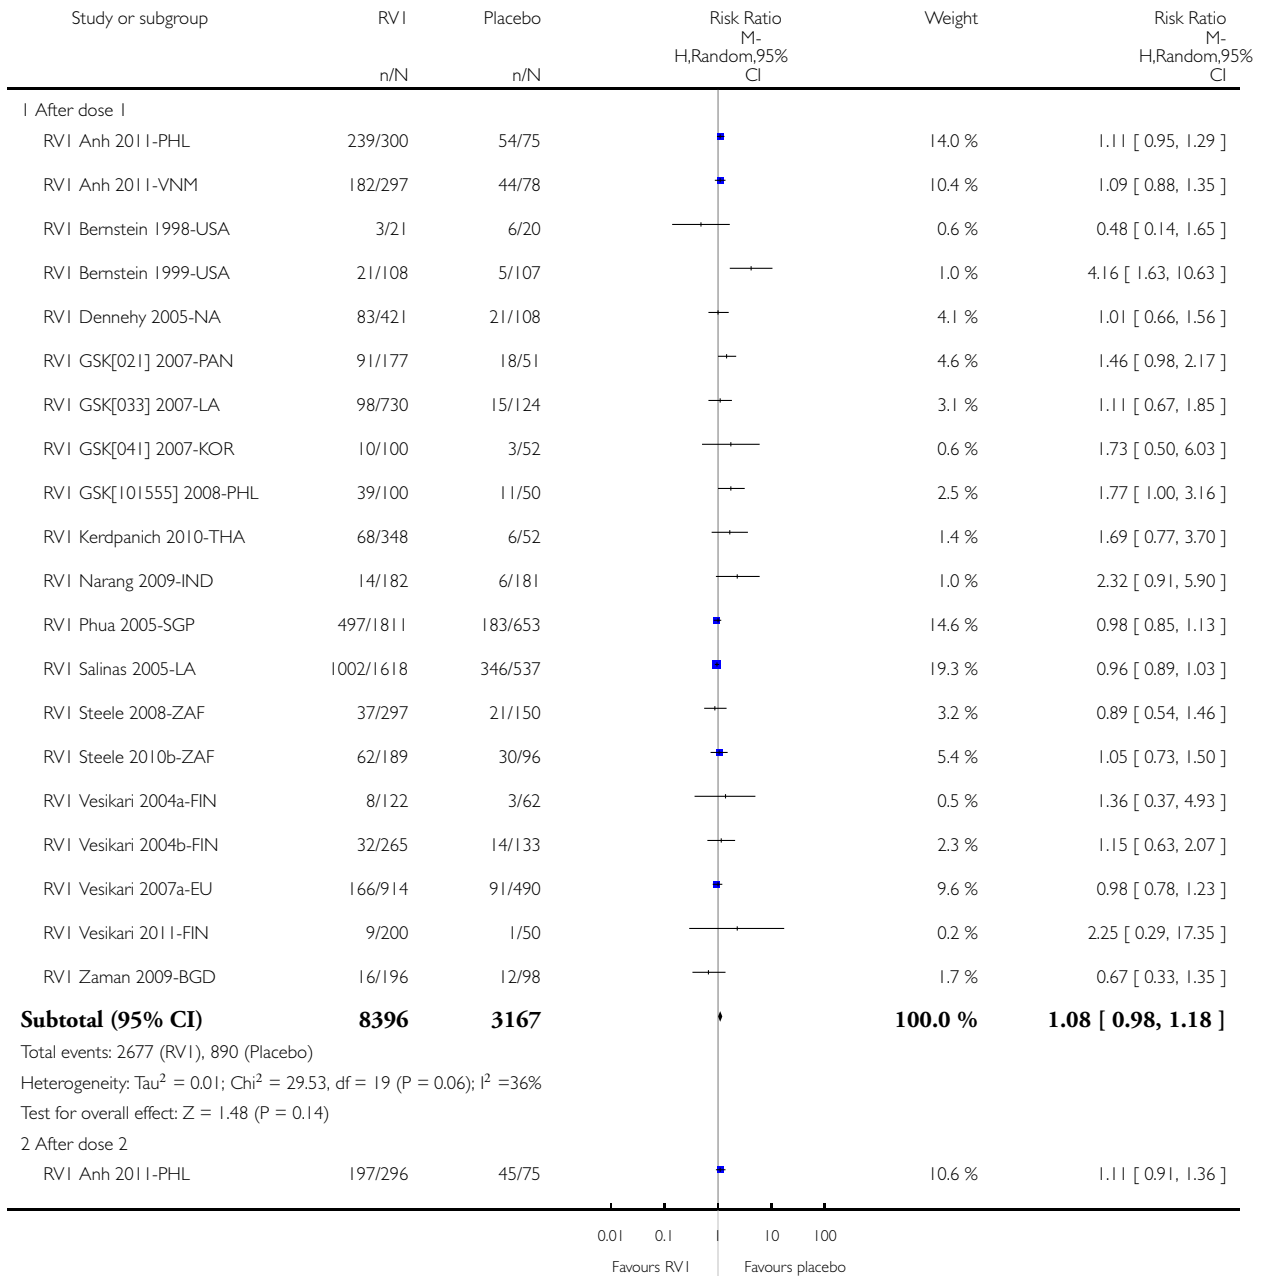 Study or subgroup RV1 Placebo Risk Ratio Weight Risk Ratio
M- M-
H,Random,95% H,Random,95%
n/N n/N CI CI
1 After dose 1
RV1 Anh 2011-PHL 239/300 54/75 14.0 % 1.11 [ 0.95, 1.29 ]
RV1 Anh 2011-VNM 182/297 44/78 10.4 % 1.09 [ 0.88, 1.35 ]
RV1 Bernstein 1998-USA 3/21 6/20 0.6 % 0.48 [ 0.14, 1.65 ]
RV1 Bernstein 1999-USA 21/108 5/107 1.0 % 4.16 [ 1.63, 10.63 ]
RV1 Dennehy 2005-NA 83/421 21/108 4.1 % 1.01 [ 0.66, 1.56 ]
RV1 GSK[021] 2007-PAN 91/177 18/51 4.6 % 1.46 [ 0.98, 2.17 ]
RV1 GSK[033] 2007-LA 98/730 15/124 3.1 % 1.11 [ 0.67, 1.85 ]
RV1 GSK[041] 2007-KOR 10/100 3/52 0.6 % 1.73 [ 0.50, 6.03 ]
RV1 GSK[101555] 2008-PHL 39/100 11/50 2.5 % 1.77 [ 1.00, 3.16 ]
RV1 Kerdpanich 2010-THA 68/348 6/52 1.4 % 1.69 [ 0.77, 3.70 ]
RV1 Narang 2009-IND 14/182 6/181 1.0 % 2.32 [ 0.91, 5.90 ]
RV1 Phua 2005-SGP 497/1811 183/653 14.6 % 0.98 [ 0.85, 1.13 ]
RV1 Salinas 2005-LA 1002/1618 346/537 19.3 % 0.96 [ 0.89, 1.03 ]
RV1 Steele 2008-ZAF 37/297 21/150 3.2 % 0.89 [ 0.54, 1.46 ]
RV1 Steele 2010b-ZAF 62/189 30/96 5.4 % 1.05 [ 0.73, 1.50 ]
RV1 Vesikari 2004a-FIN 8/122 3/62 0.5 % 1.36 [ 0.37, 4.93 ]
RV1 Vesikari 2004b-FIN 32/265 14/133 2.3 % 1.15 [ 0.63, 2.07 ]
RV1 Vesikari 2007a-EU 166/914 91/490 9.6 % 0.98 [ 0.78, 1.23 ]
RV1 Vesikari 2011-FIN 9/200 1/50 0.2 % 2.25 [ 0.29, 17.35 ]
RV1 Zaman 2009-BGD 16/196 12/98 1.7 % 0.67 [ 0.33, 1.35 ]
Subtotal (95% CI) 8396 3167 100.0 % 1.08 [ 0.98, 1.18 ]
Total events: 2677 (RV1), 890 (Placebo)
Heterogeneity: Tau² = 0.01; Chi² = 29.53, df = 19 (P = 0.06); I² =36%
Test for overall effect: Z = 1.48 (P = 0.14)
2 After dose 2
RV1 Anh 2011-PHL 197/296 45/75 10.6 % 1.11 [ 0.91, 1.36 ]
0.01 0.1 1 10 100
Favours RV1 Favours placebo